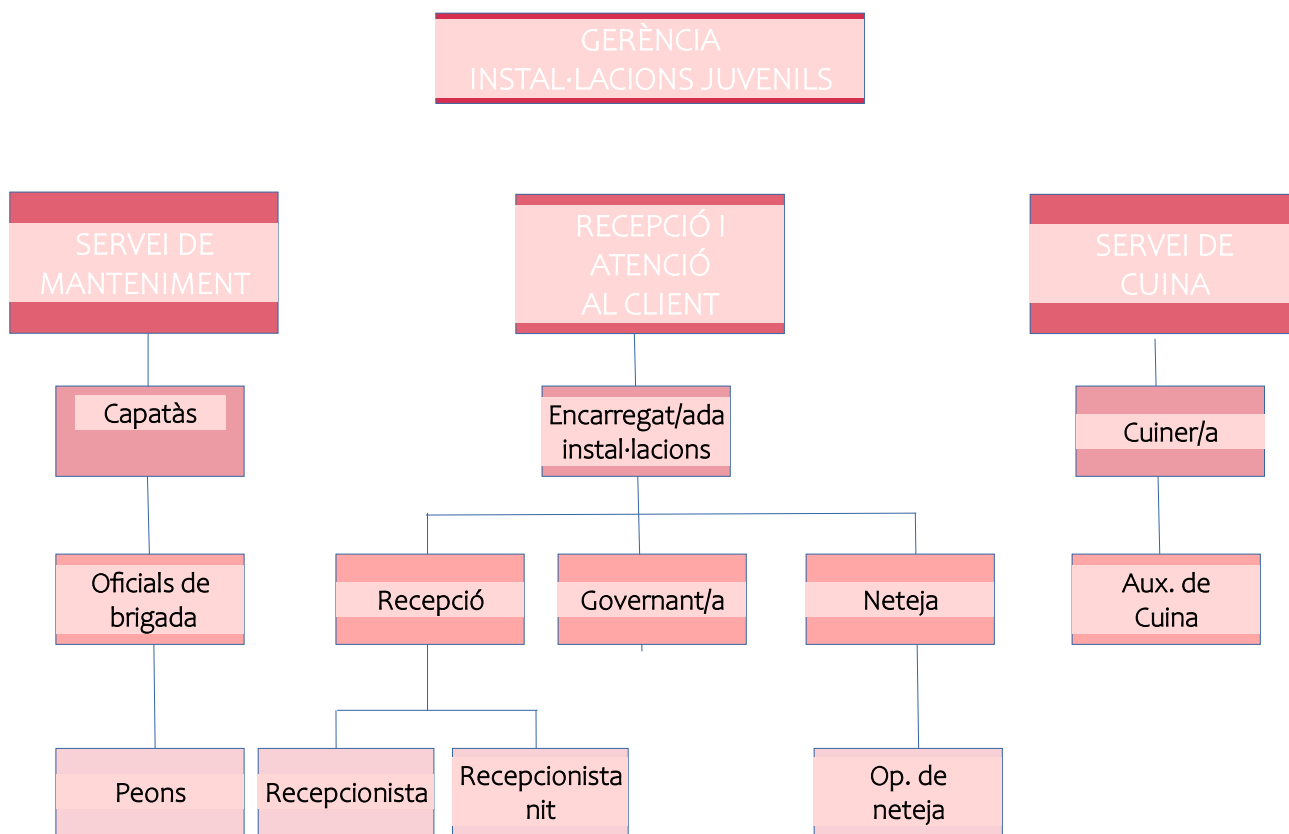 GERÈNCIA
INSTAL·LACIONS JUVENILS
SERVEI DE
MANTENIMENT
RECEPCIÓ I
ATENCIÓ
AL CLIENT
SERVEI DE
CUINA
Capatàs
Encarregat/ada
instal·lacions
Cuiner/a
Oficials de
brigada
Recepció
Governant/a
Neteja
Aux. de
Cuina
Peons
Recepcionista
Recepcionista
nit
Op. de
neteja